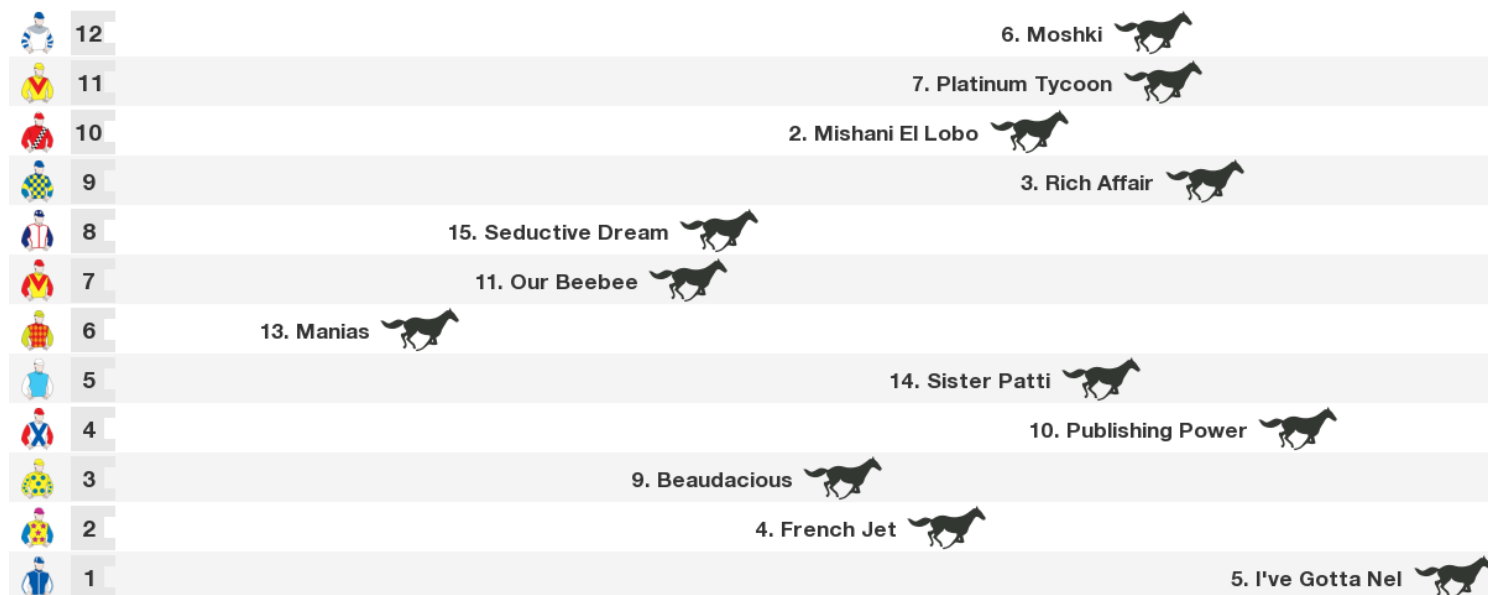 12 6. Moshki
11 7. Platinum Tycoon
10 2. Mishani El Lobo
9 3. Rich Affair
8 15. Seductive Dream
7 11. Our Beebee
6 13. Manias
5 14. Sister Patti
4 10. Publishing Power
3 9. Beaudacious
2 4. French Jet
1 5. I've Gotta Nel